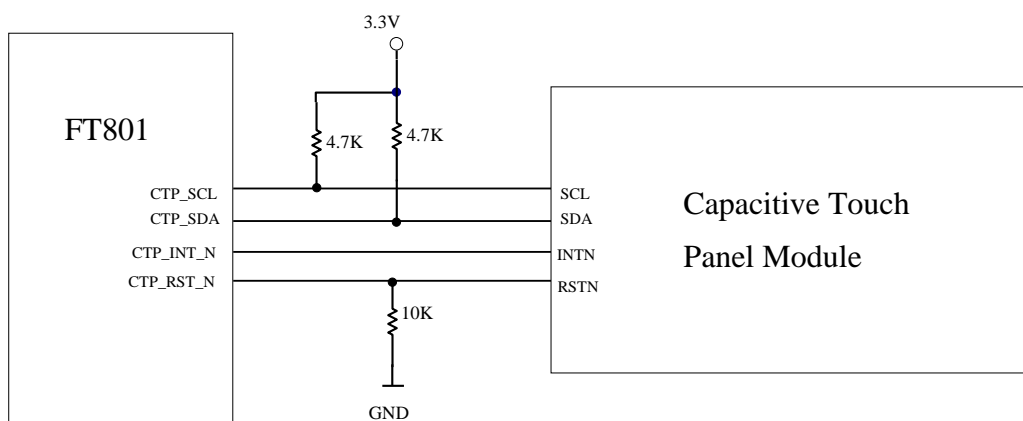 3.3V
FT801
4.7K
4.7K
CTP_SCL
CTP_SDA
CTP_INT_N
CTP_RST_N
SCL
SDA
INTN
RSTN
Capacitive Touch
Panel Module
10K
GND